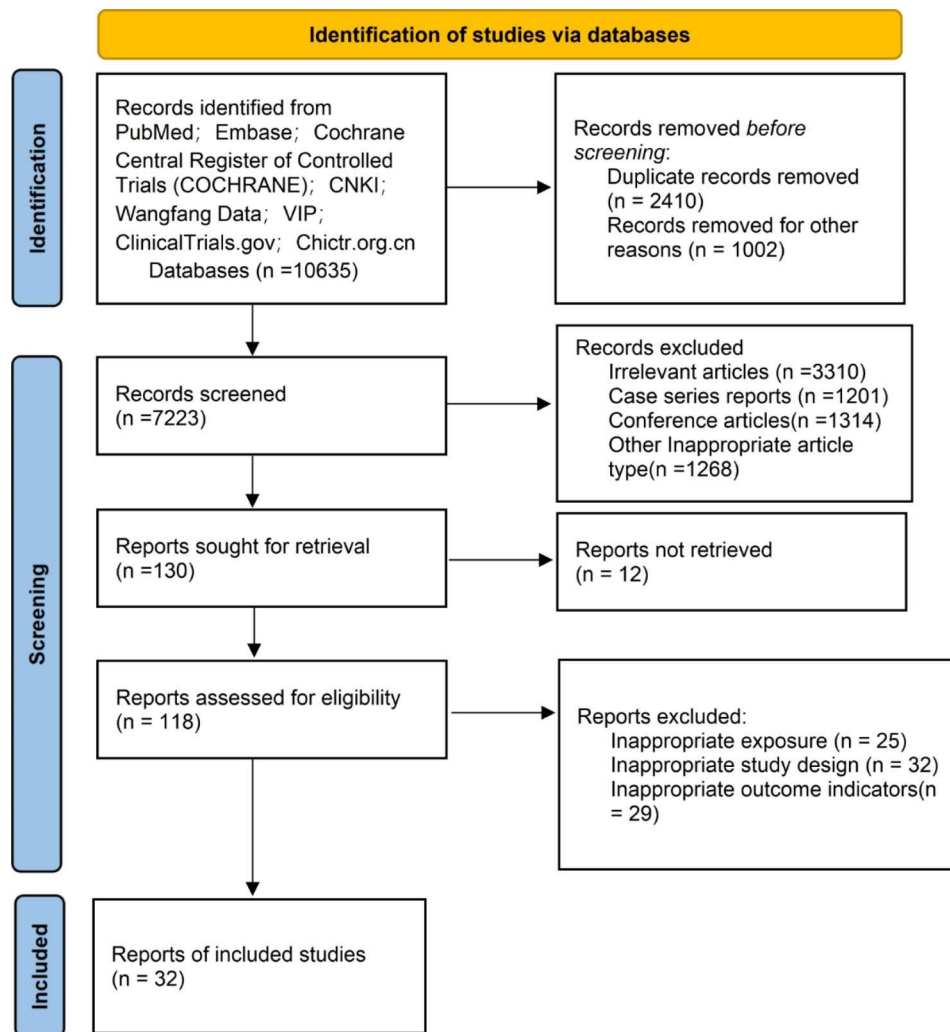 Identification of studies via databases
Identification
Records identified from
PubMed; Embase; Cochrane
Central Register of Controlled
Trials (COCHRANE); CNKI;
Wangfang Data; VIP;
ClinicalTrials.gov; Chictr.org.cn
Databases (n =10635)
Records removed before
screening:
Duplicate records removed
(n = 2410)
Records removed for other
reasons (n = 1002)
Screening
Records screened
(n =7223)
Records excluded
Irrelevant articles (n =3310)
Case series reports (n =1201)
Conference articles(n =1314)
Other Inappropriate article
type(n =1268)
Reports sought for retrieval
(n =130)
Reports not retrieved
(n = 12)
Reports assessed for eligibility
(n = 118)
Reports excluded:
Inappropriate exposure (n = 25)
Inappropriate study design (n = 32)
Inappropriate outcome indicators(n
= 29)
Included
Reports of included studies
(n = 32)